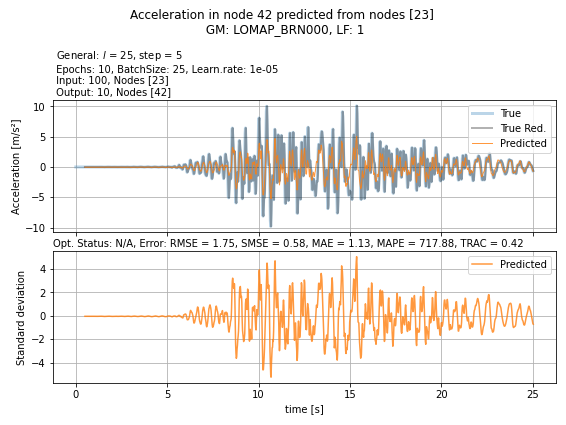 Acceleration in node 42 predicted from nodes [23]
GM: LOMAP_BRN000, LF: 1
General: l = 25, step = 5
Epochs: 10, BatchSize: 25, Learn.rate: 1e-05
Input: 100, Nodes [23]
Output: 10, Nodes [42]
10
5
0
−5
−10
Acceleration [m/s²]
True
True Red.
Predicted
Opt. Status: N/A, Error: RMSE = 1.75, SMSE = 0.58, MAE = 1.13, MAPE = 717.88, TRAC = 0.42
4
2
0
−2
−4
Standard deviation
Predicted
0 5 10 15 20 25
time [s]